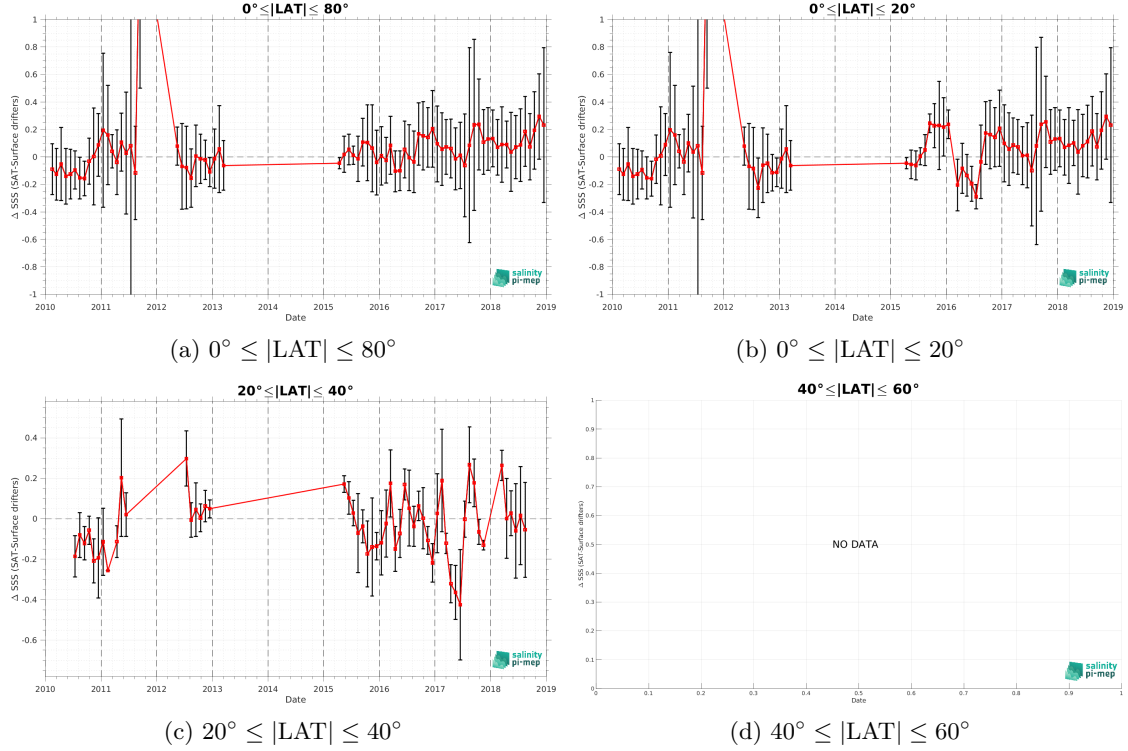 0°≤|LAT|≤ 80°
1
0.8
0.6
0.4
0.2
0
-0.2
-0.4
-0.6
-0.8
-1
Δ SSS (SAT-Surface drifters)
2010 2011 2012 2013 2014 2015 2016 2017 2018 2019
Date
salinity
pi-mep
(a) 0° ≤ |LAT| ≤ 80°
0°≤|LAT|≤ 20°
1
0.8
0.6
0.4
0.2
0
-0.2
-0.4
-0.6
-0.8
-1
Δ SSS (SAT-Surface drifters)
2010 2011 2012 2013 2014 2015 2016 2017 2018 2019
Date
salinity
pi-mep
(b) 0° ≤ |LAT| ≤ 20°
20°≤|LAT|≤ 40°
0.4
0.2
0
-0.2
-0.4
-0.6
Δ SSS (SAT-Surface drifters)
2010 2011 2012 2013 2014 2015 2016 2017 2018 2019
Date
salinity
pi-mep
(c) 20° ≤ |LAT| ≤ 40°
40°≤|LAT|≤ 60°
1
0.9
0.8
0.7
0.6
0.5
0.4
0.3
0.2
0.1
0
Δ SSS (SAT-Surface drifters)
NO DATA
0 0.1 0.2 0.3 0.4 0.5 0.6 0.7 0.8 0.9 1
Date
salinity
pi-mep
(d) 40° ≤ |LAT| ≤ 60°